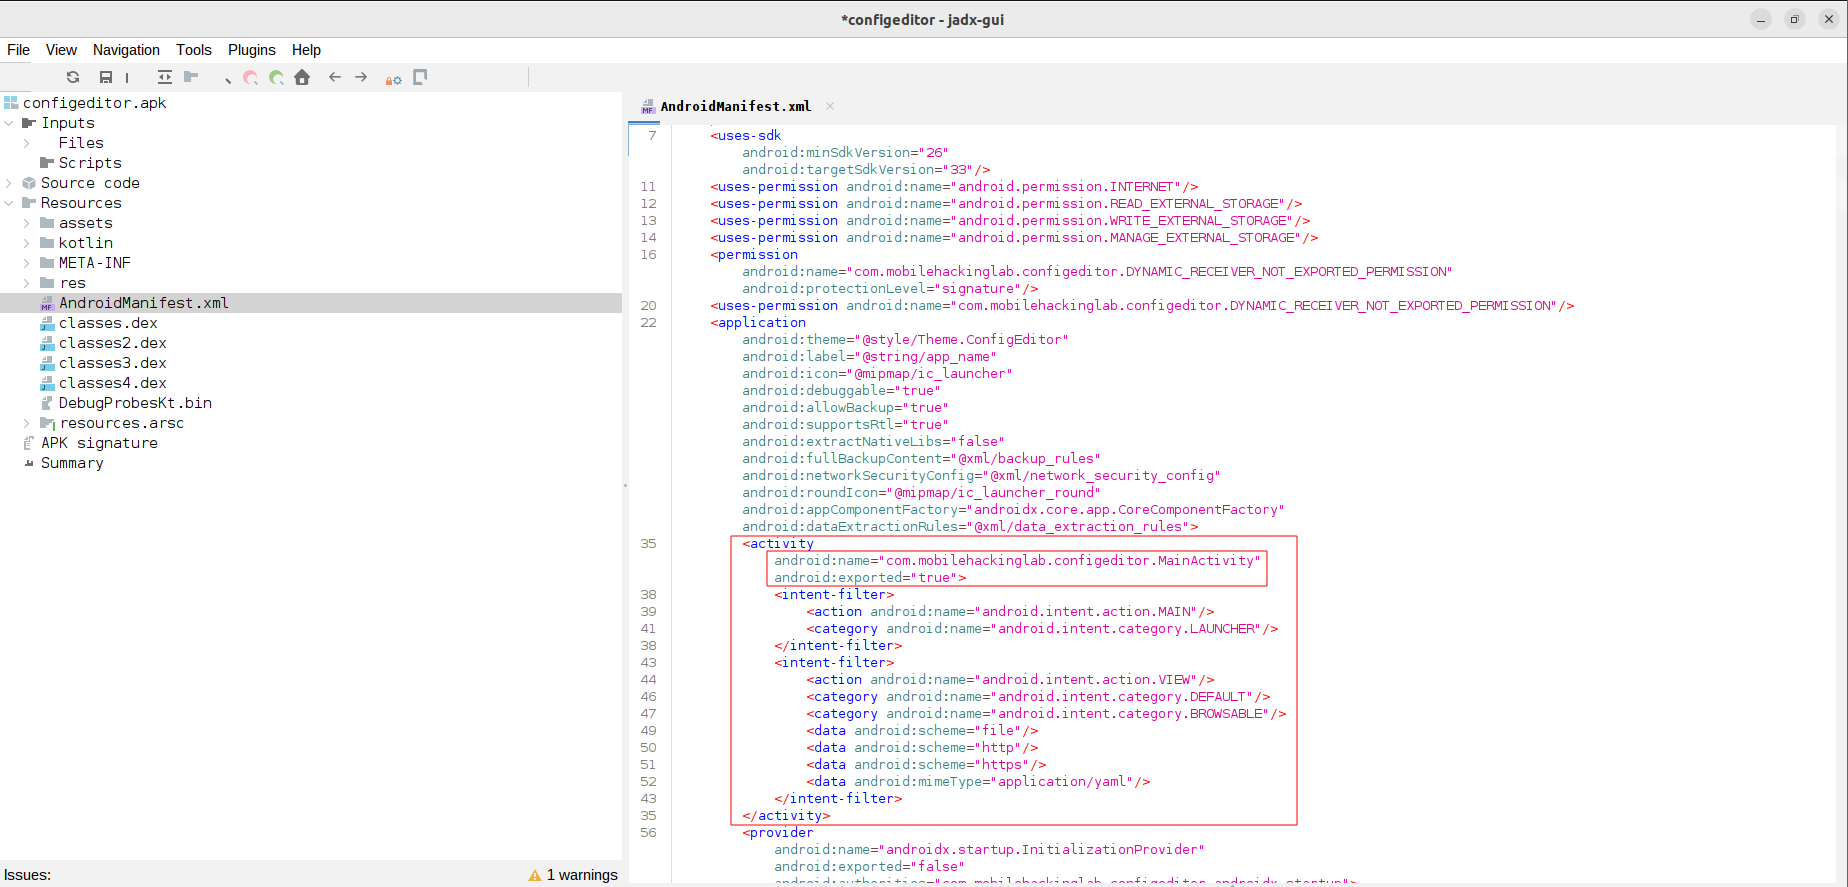 *configeditor - jadx-gui
File View Navigation Tools Plugins Help
configeditor.apk
Inputs
Files
Scripts
Source code
Resources
assets
kotlin
META-INF
res
AndroidManifest.xml
classes.dex
classes2.dex
classes3.dex
classes4.dex
DebugProbesKt.bin
resources.arsc
APK signature
Summary
Issues: 1 warnings
AndroidManifest.xml
7 <uses-sdk
android:minSdkVersion="26"
android:targetSdkVersion="33"/>
11 <uses-permission android:name="android.permission.INTERNET"/>
12 <uses-permission android:name="android.permission.READ_EXTERNAL_STORAGE"/>
13 <uses-permission android:name="android.permission.WRITE_EXTERNAL_STORAGE"/>
14 <uses-permission android:name="android.permission.MANAGE_EXTERNAL_STORAGE"/>
16 <permission
android:name="com.mobilehackinglab.configeditor.DYNAMIC_RECEIVER_NOT_EXPORTED_PERMISSION"
android:protectionLevel="signature"/>
20 <uses-permission android:name="com.mobilehackinglab.configeditor.DYNAMIC_RECEIVER_NOT_EXPORTED_PERMISSION"/>
22 <application
android:theme="@style/Theme.ConfigEditor"
android:label="@string/app_name"
android:icon="@mipmap/ic_launcher"
android:debuggable="true"
android:allowBackup="true"
android:supportsRtl="true"
android:extractNativeLibs="false"
android:fullBackupContent="@xml/backup_rules"
android:networkSecurityConfig="@xml/network_security_config"
android:roundIcon="@mipmap/ic_launcher_round"
android:appComponentFactory="androidx.core.app.CoreComponentFactory"
android:dataExtractionRules="@xml/data_extraction_rules">
35 <activity
android:name="com.mobilehackinglab.configeditor.MainActivity"
android:exported="true">
38 <intent-filter>
39 <action android:name="android.intent.action.MAIN"/>
41 <category android:name="android.intent.category.LAUNCHER"/>
38 </intent-filter>
43 <intent-filter>
44 <action android:name="android.intent.action.VIEW"/>
46 <category android:name="android.intent.category.DEFAULT"/>
47 <category android:name="android.intent.category.BROWSABLE"/>
49 <data android:scheme="file"/>
50 <data android:scheme="http"/>
51 <data android:scheme="https"/>
52 <data android:mimeType="application/yaml"/>
43 </intent-filter>
35 </activity>
56 <provider
android:name="androidx.startup.InitializationProvider"
android:exported="false"
android:authorities="com.mobilehackinglab.configeditor.androidx-startup">